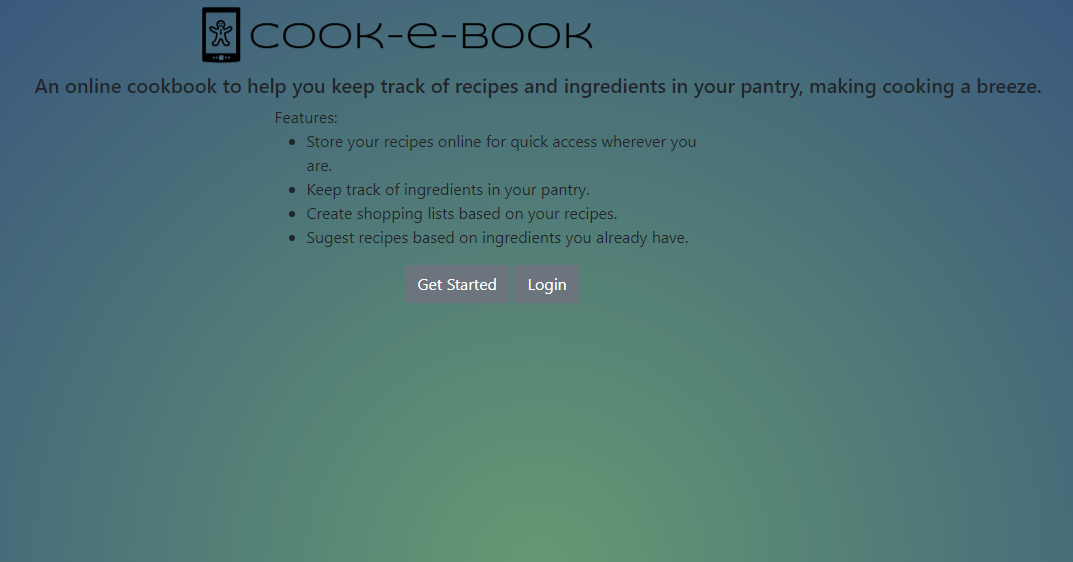 COOK-e-BOOK
An online cookbook to help you keep track of recipes and ingredients in your pantry, making cooking a breeze.
Features:
Store your recipes online for quick access wherever you
are.
Keep track of ingredients in your pantry.
Create shopping lists based on your recipes.
Sugest recipes based on ingredients you already have.
Get Started Login